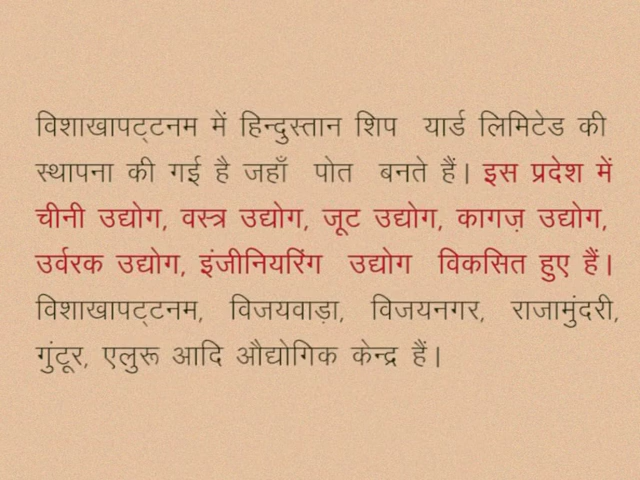 विशाखापट्टनम में हिन्दुस्तान शिप यार्ड लिमिटेड की
स्थापना की गई है जहाँ पोत बनते हैं। इस प्रदेश में
चीनी उद्योग, वस्त्र उद्योग, जूट उद्योग, कागज़ उद्योग,
उर्वरक उद्योग, इंजीनियरिंग उद्योग विकसित हुए हैं।
विशाखापट्टनम, विजयवाड़ा, विजयनगर, राजामुंदरी,
गुंटूर, एलुरू आदि औद्योगिक केन्द्र हैं।